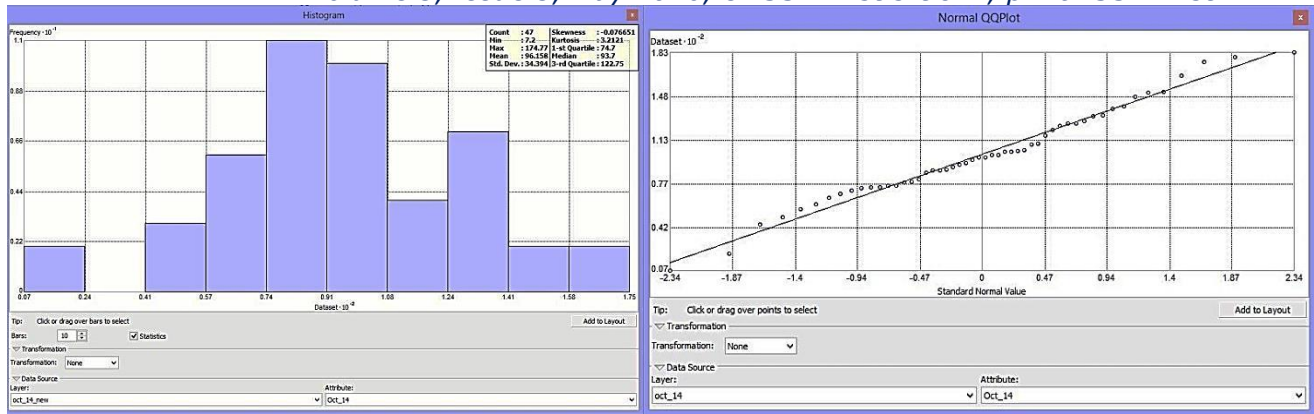 Histogram
Frequency · 10⁻¹
1.1
0.88
0.66
0.44
0.22
Count : 47 Skewness : -0.076651
Min : 7.2 Kurtosis : 3.2121
Max : 174.77 1-st Quartile : 74.7
Mean : 96.158 Median : 93.7
Std. Dev. : 34.394 3-rd Quartile : 122.75
0.07 0.24 0.41 0.57 0.74 0.91 1.08 1.24 1.41 1.58 1.75
Dataset · 10⁻²
Tip: Click or drag over bars to select
Add to Layout
Bars: 10 Statistics
Transformation
Transformation: None
Data Source
Layer: Attribute:
oct_14_new Oct_14
Normal QQPlot
Dataset · 10⁻²
1.83
1.48
1.13
0.77
0.42
0.07
-2.34 -1.87 -1.4 -0.94 -0.47 0 0.47 0.94 1.4 1.87 2.34
Standard Normal Value
Tip: Click or drag over points to select
Add to Layout
Transformation
Transformation: None
Data Source
Layer: Attribute:
oct_14 Oct_14